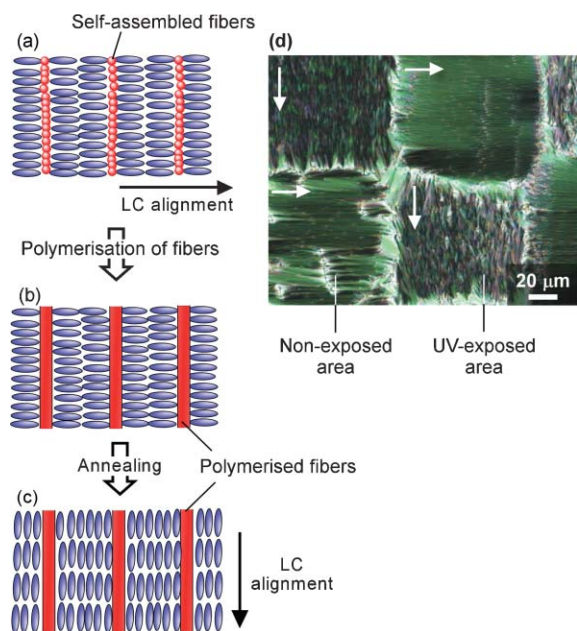 Self-assembled fibers
(a)
LC alignment
Polymerisation of fibers
(b)
Annealing
Polymerised fibers
(c)
LC
alignment
(d)
20 μm
Non-exposed
area
UV-exposed
area